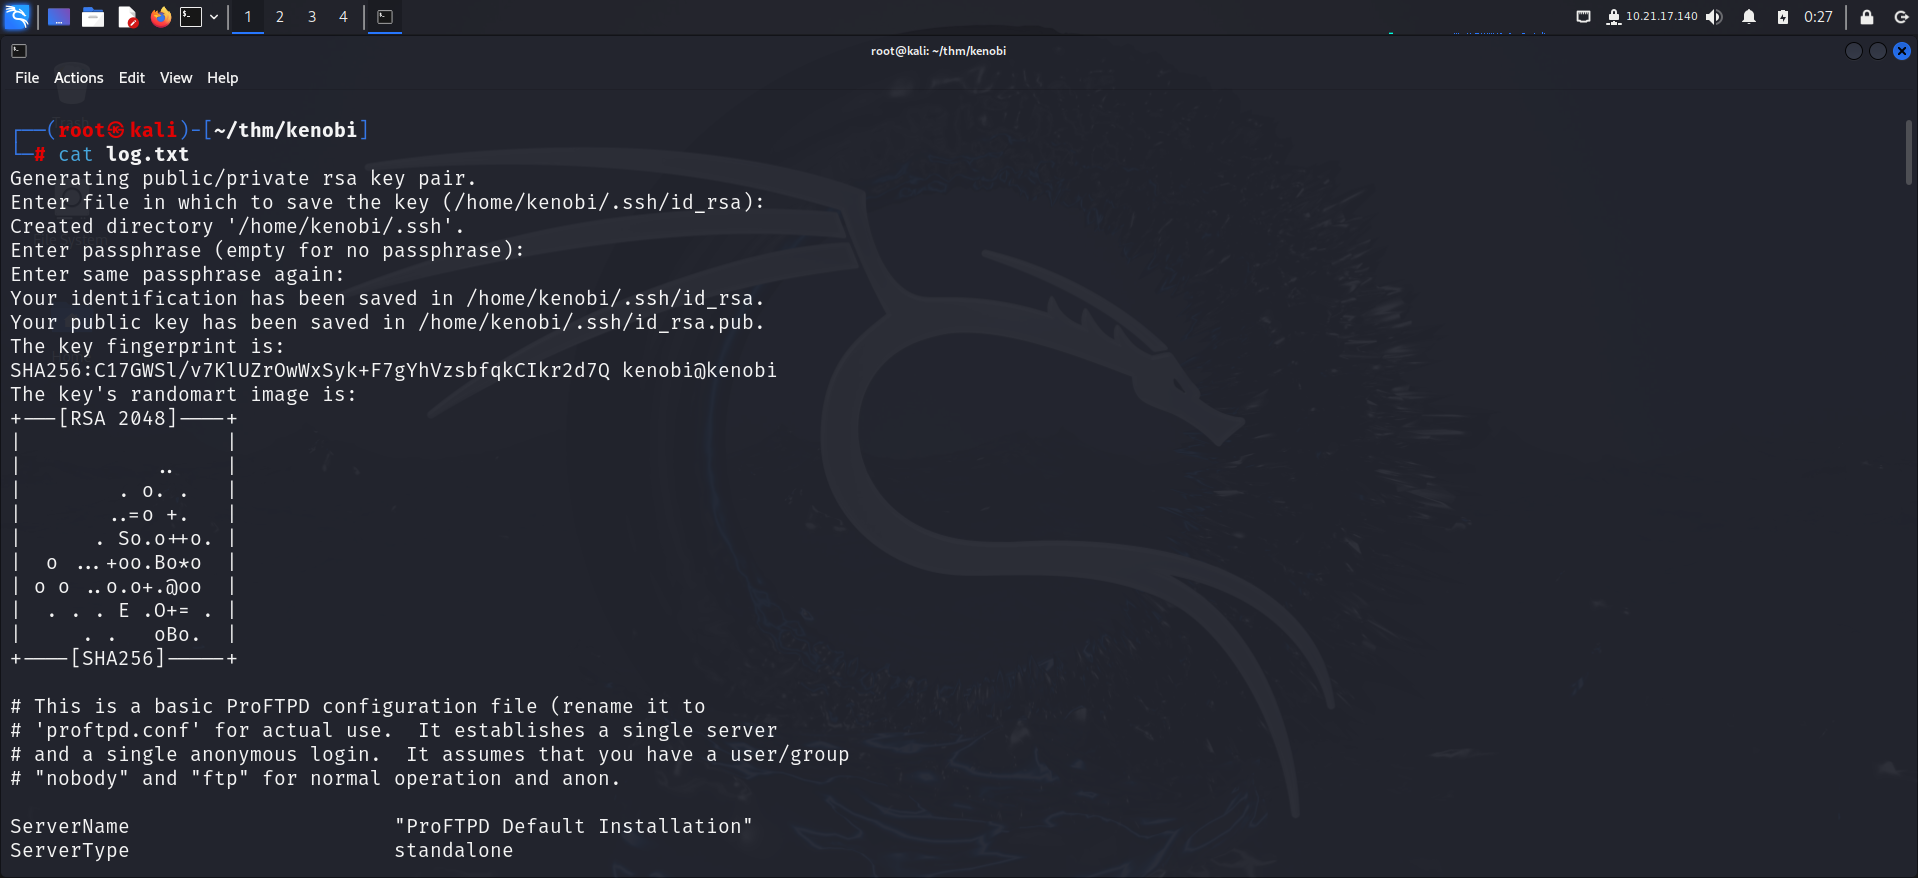 1 2 3 4
10.21.17.140
0:27
root@kali: ~/thm/kenobi
File Actions Edit View Help
┌──(root㉿kali)-[~/thm/kenobi]
└─# cat log.txt
Generating public/private rsa key pair.
Enter file in which to save the key (/home/kenobi/.ssh/id_rsa):
Created directory '/home/kenobi/.ssh'.
Enter passphrase (empty for no passphrase):
Enter same passphrase again:
Your identification has been saved in /home/kenobi/.ssh/id_rsa.
Your public key has been saved in /home/kenobi/.ssh/id_rsa.pub.
The key fingerprint is:
SHA256:C17GWSl/v7KlUZrOwWxSyk+F7gYhVzsbfqkCIkr2d7Q kenobi@kenobi
The key's randomart image is:
+---[RSA 2048]----+
|                 |
|           ..    |
|        . o. .   |
|       ..=o +.   |
|      . So.o++o. |
|  o ...+oo.Bo*o  |
| o o ..o.o+.@oo  |
|  . . . E .O+= . |
|     . .   oBo.  |
+----[SHA256]-----+
# This is a basic ProFTPD configuration file (rename it to
# 'proftpd.conf' for actual use.  It establishes a single server
# and a single anonymous login.  It assumes that you have a user/group
# "nobody" and "ftp" for normal operation and anon.
ServerName                      "ProFTPD Default Installation"
ServerType                      standalone